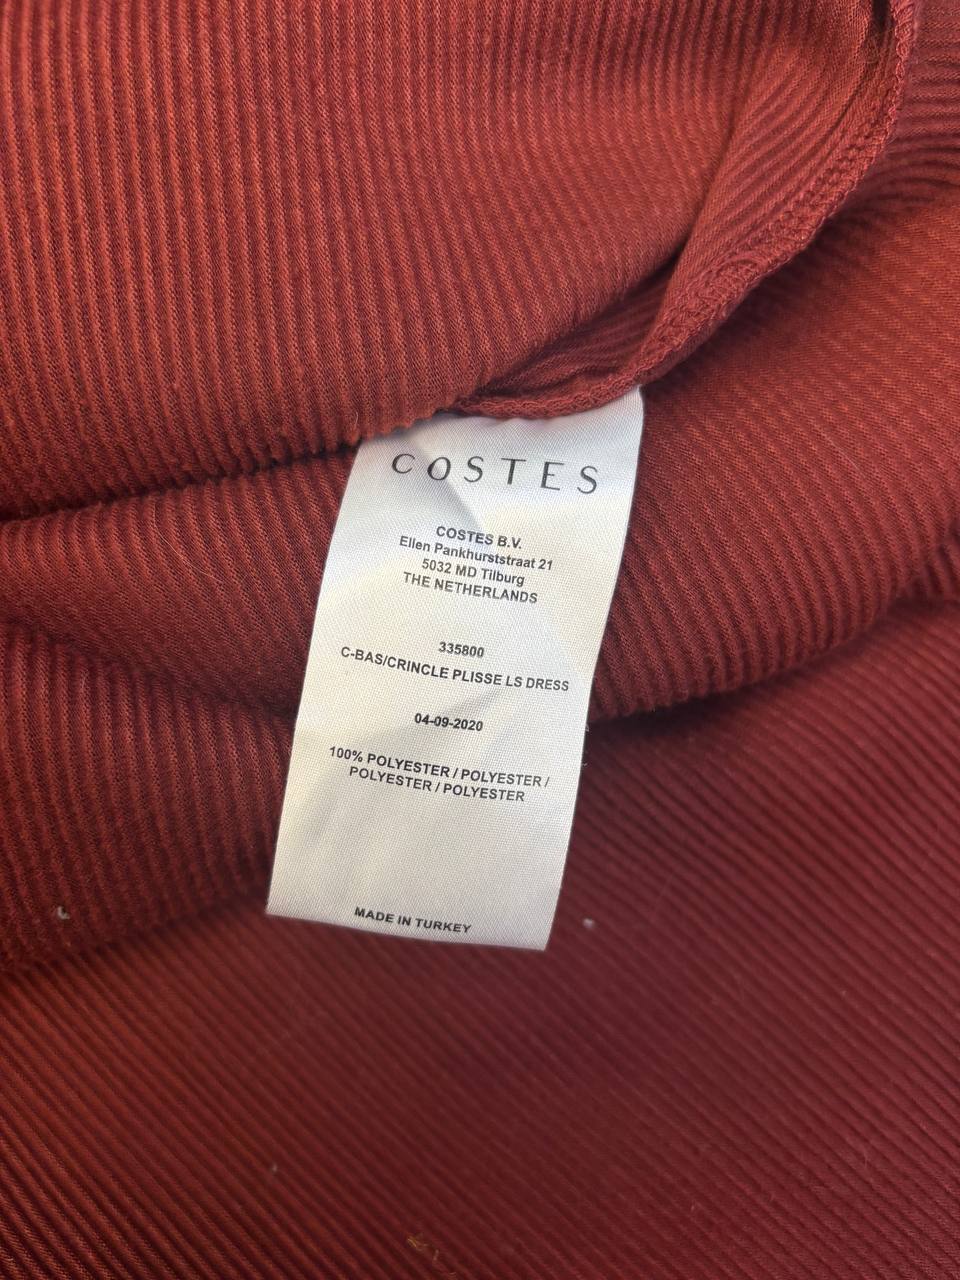 COSTES
COSTES B.V.
Ellen Pankhurststraat 21
5032 MD Tilburg
THE NETHERLANDS
335800
C-BAS/CRINCLE PLISSE LS DRESS
04-09-2020
100% POLYESTER / POLYESTER /
POLYESTER / POLYESTER
MADE IN TURKEY